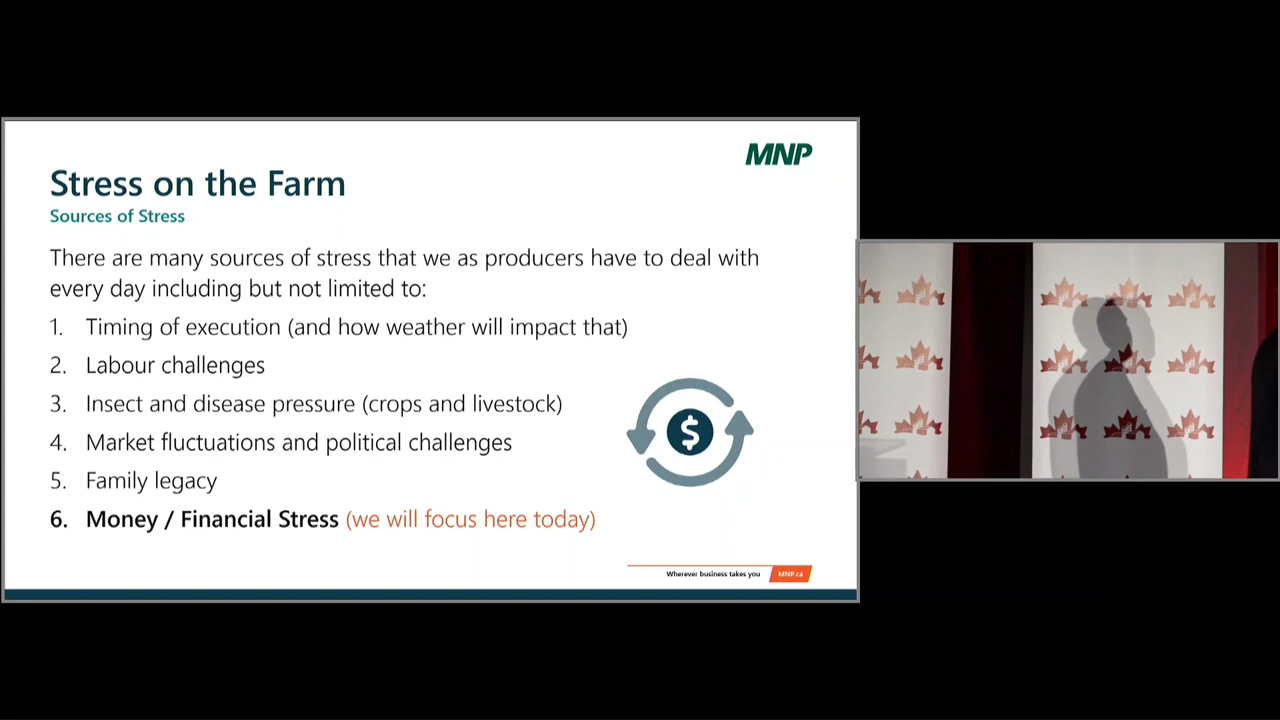 MNP
Stress on the Farm
Sources of Stress
There are many sources of stress that we as producers have to deal with
every day including but not limited to:
1. Timing of execution (and how weather will impact that)
2. Labour challenges
3. Insect and disease pressure (crops and livestock)
4. Market fluctuations and political challenges
5. Family legacy
6. Money / Financial Stress (we will focus here today)
$
Wherever business takes you
MNP.ca